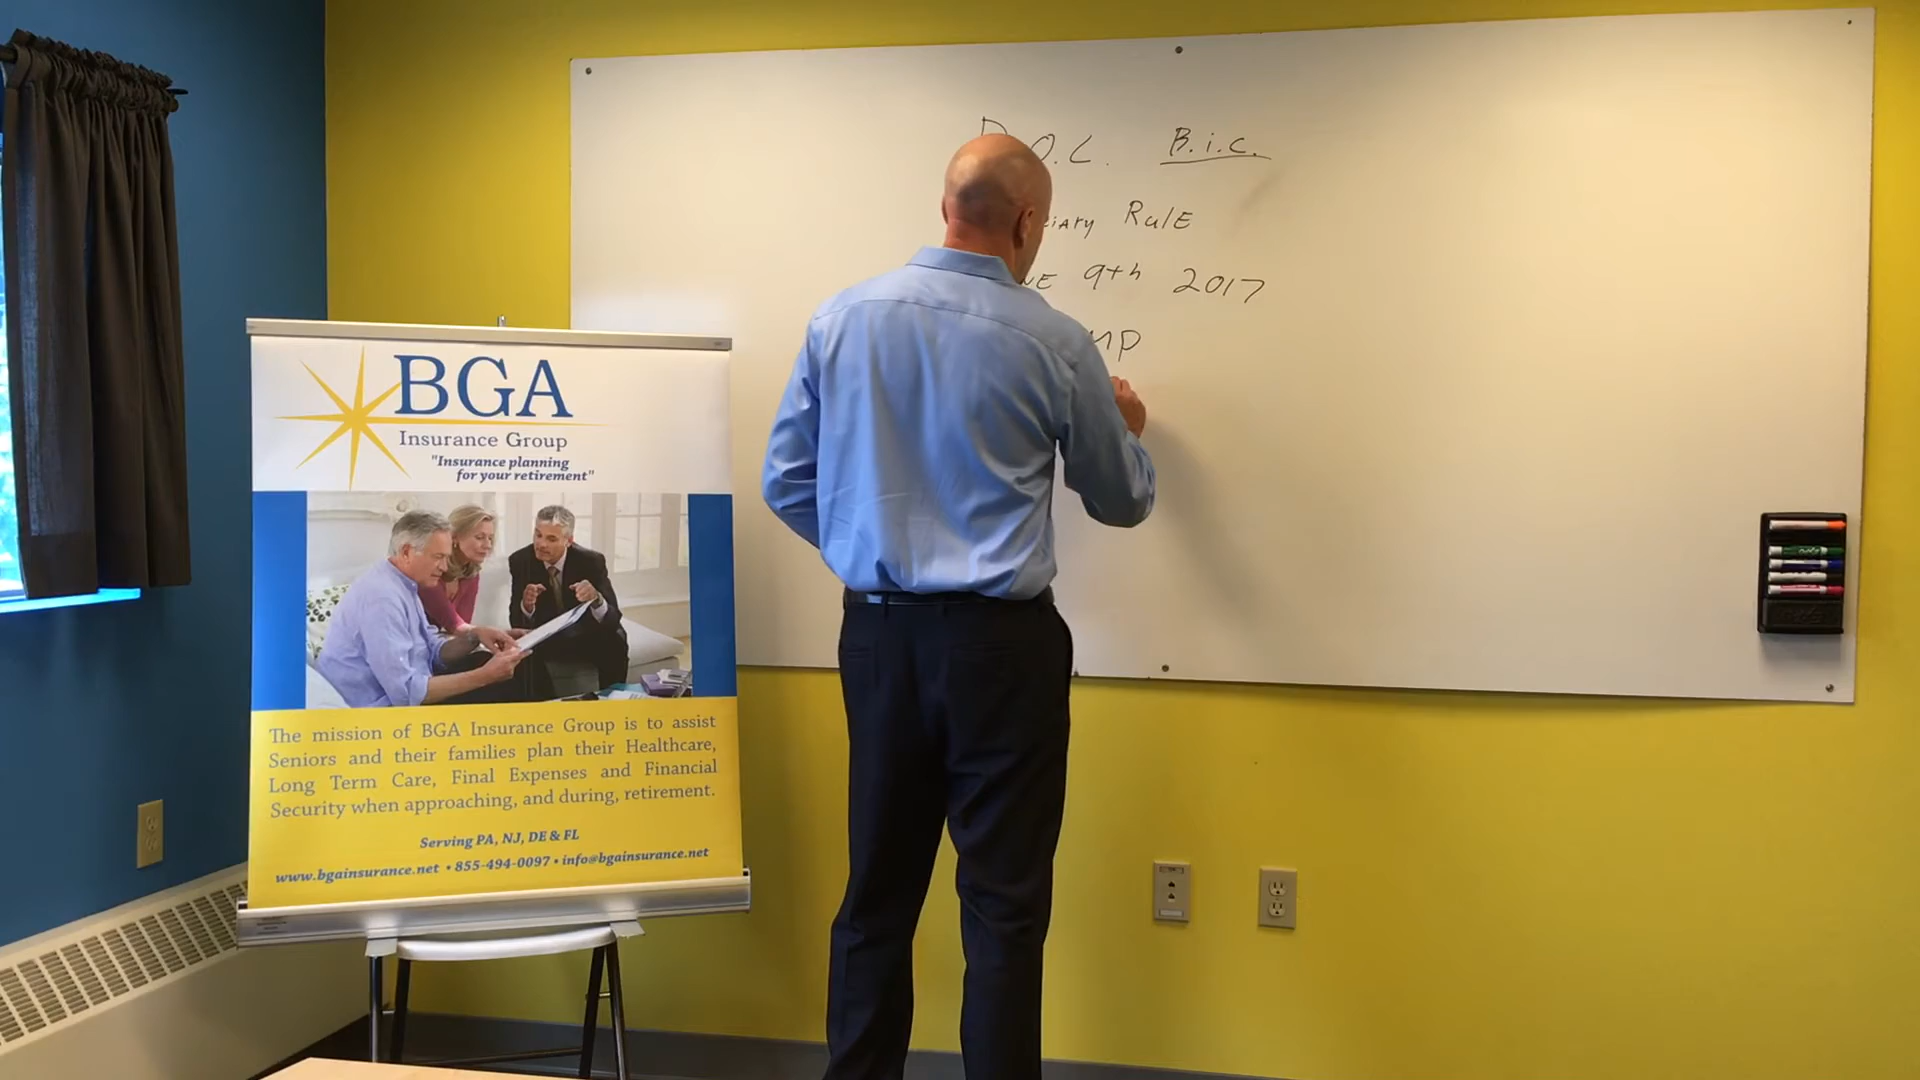 BGA
Insurance Group
"Insurance planning
for your retirement"
The mission of BGA Insurance Group is to assist
Seniors and their families plan their Healthcare,
Long Term Care, Final Expenses and Financial
Security when approaching, and during, retirement.
Serving PA, NJ, DE & FL
www.bgainsurance.net • 855-494-0097 • info@bgainsurance.net
D.O.L. B.i.C.
Rule
9th 2017